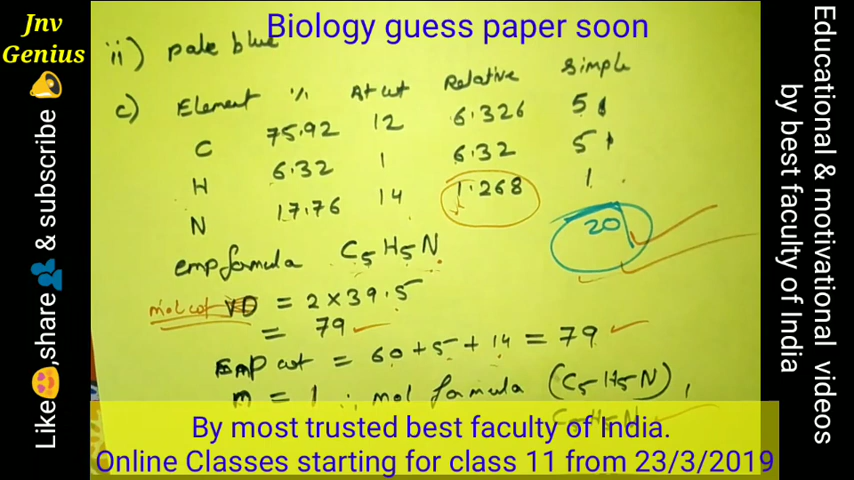 Biology guess paper soon
Jnv
Genius
ii) pale blue
c) Element % At wt Relative Simple
C 75.92 12 6.326 5
H 6.32 1 6.32 5
N 17.76 14 1.268 1
20
emp formula C5H5N
mol wt VD = 2 × 39.5
= 79
Emp wt = 60 + 5 + 14 = 79
n = 1 ∴ mol formula (C5H5N)1
C5H5N
Like😍,share👥 & subscribe🔔
Educational & motivational videos
by best faculty of India
By most trusted best faculty of India.
Online Classes starting for class 11 from 23/3/2019